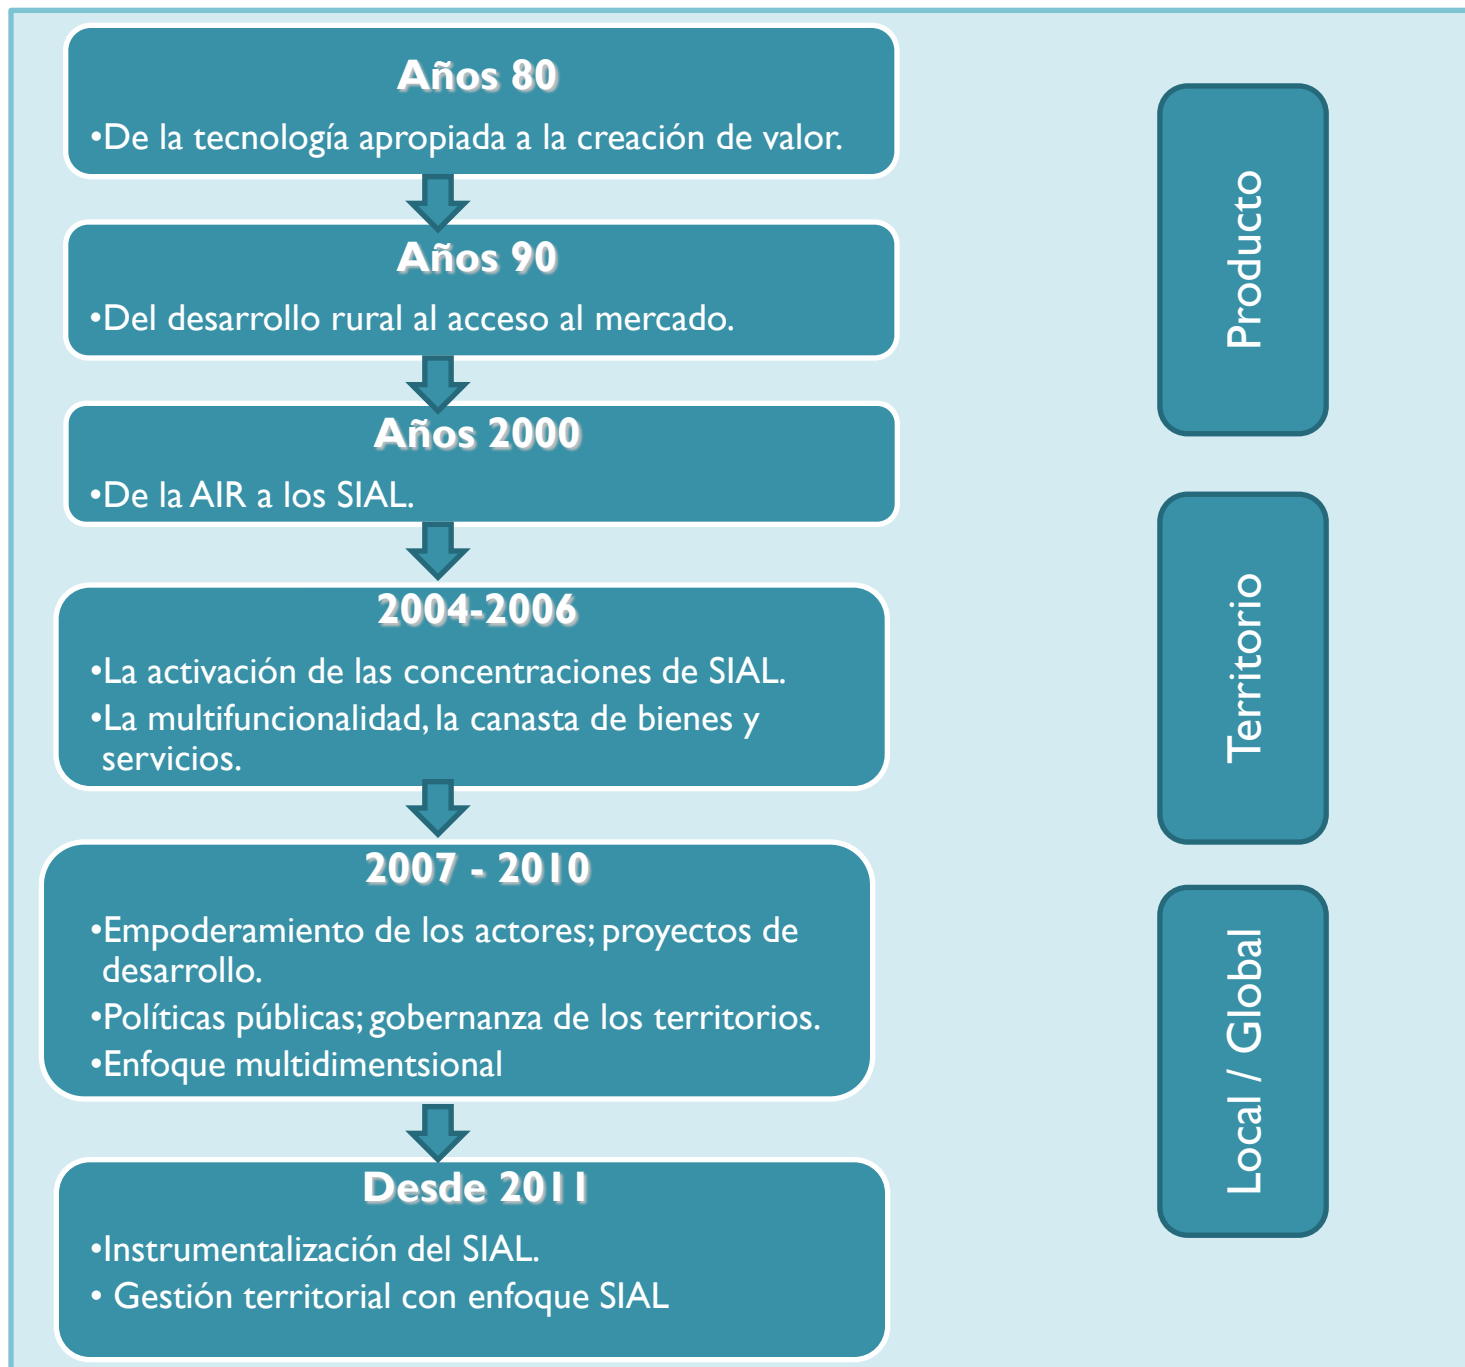 Años 80
•De la tecnología apropiada a la creación de valor.
Años 90
•Del desarrollo rural al acceso al mercado.
Años 2000
•De la AIR a los SIAL.
2004-2006
•La activación de las concentraciones de SIAL.
•La multifuncionalidad, la canasta de bienes y
servicios.
2007 - 2010
•Empoderamiento de los actores; proyectos de
desarrollo.
•Políticas públicas; gobernanza de los territorios.
•Enfoque multidimentsional
Desde 2011
•Instrumentalización del SIAL.
• Gestión territorial con enfoque SIAL
Producto
Territorio
Local / Global